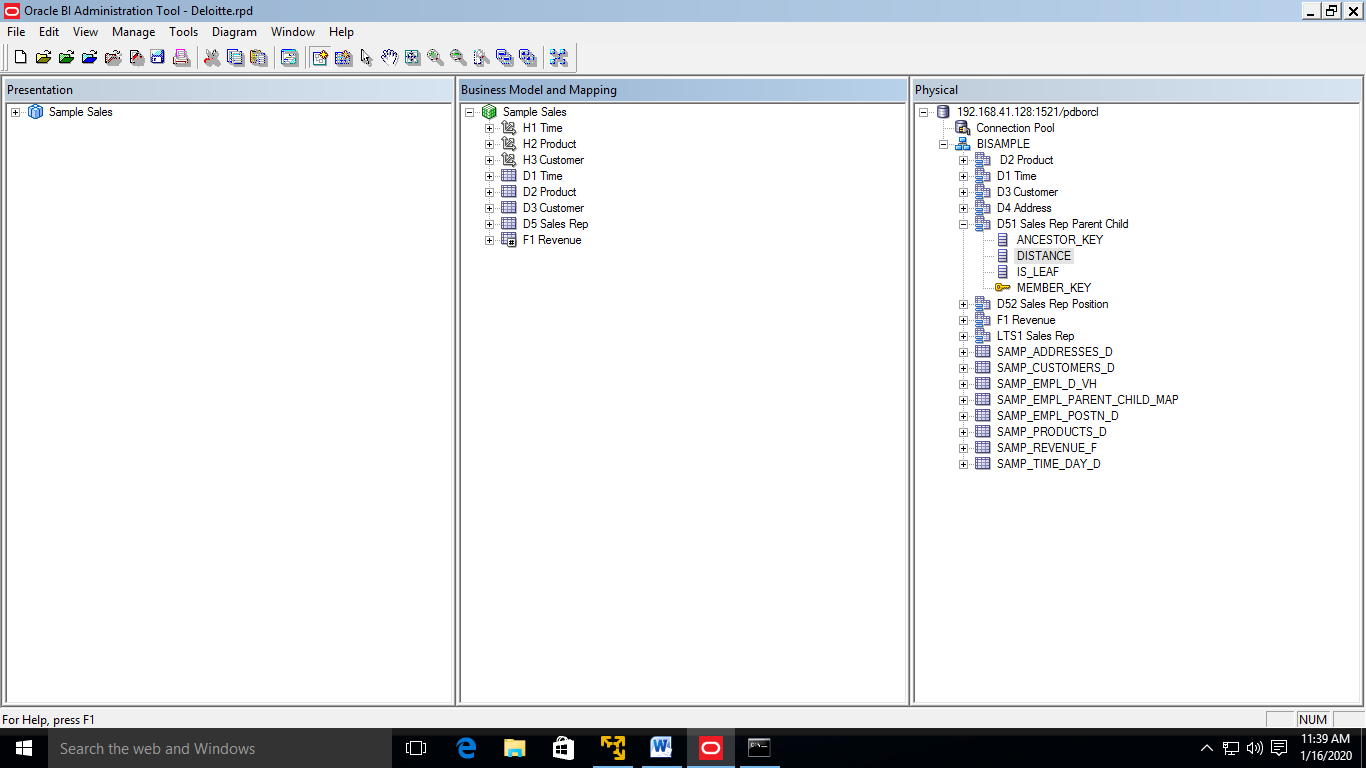 Oracle BI Administration Tool - Deloitte.rpd
File Edit View Manage Tools Diagram Window Help
Presentation
Sample Sales
Business Model and Mapping
Sample Sales
H1 Time
H2 Product
H3 Customer
D1 Time
D2 Product
D3 Customer
D5 Sales Rep
F1 Revenue
Physical
192.168.41.128:1521/pdborcl
Connection Pool
BISAMPLE
D2 Product
D1 Time
D3 Customer
D4 Address
D51 Sales Rep Parent Child
ANCESTOR_KEY
DISTANCE
IS_LEAF
MEMBER_KEY
D52 Sales Rep Position
F1 Revenue
LTS1 Sales Rep
SAMP_ADDRESSES_D
SAMP_CUSTOMERS_D
SAMP_EMPL_D_VH
SAMP_EMPL_PARENT_CHILD_MAP
SAMP_EMPL_POSTN_D
SAMP_PRODUCTS_D
SAMP_REVENUE_F
SAMP_TIME_DAY_D
For Help, press F1
NUM
Search the web and Windows
11:39 AM
1/16/2020